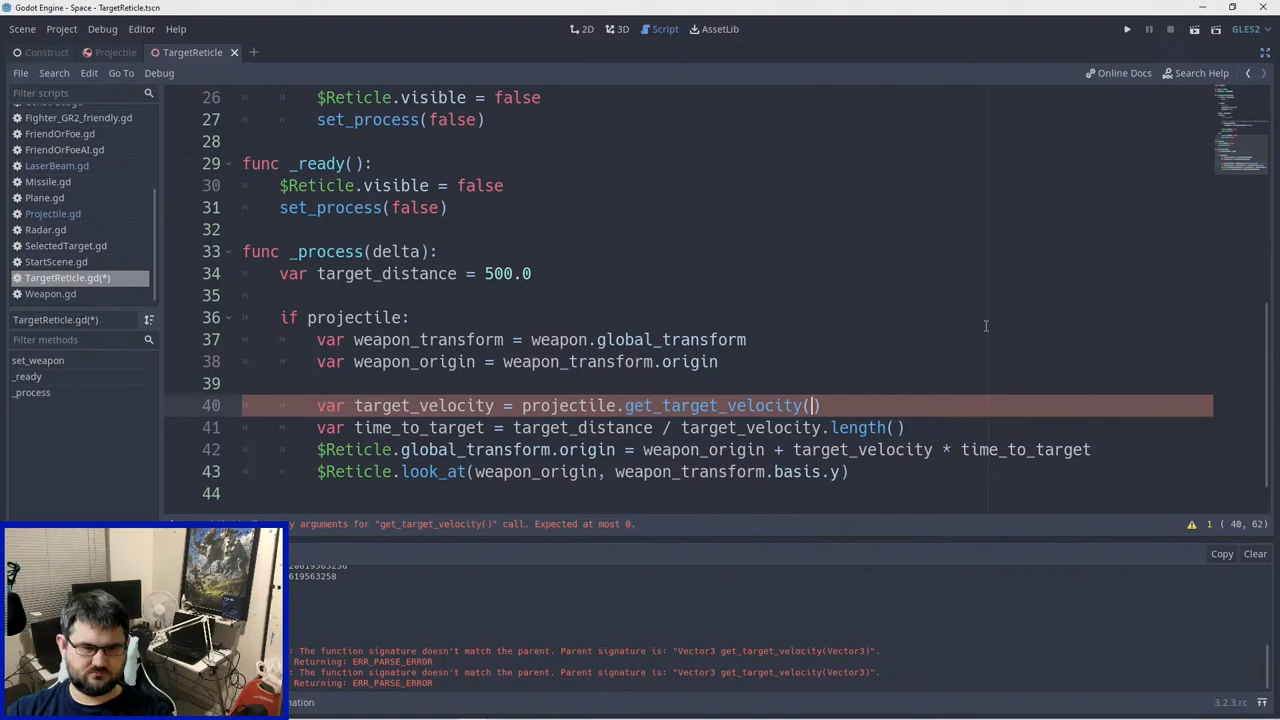 Godot Engine - Space - TargetReticle.tscn
Scene Project Debug Editor Help 2D 3D Script AssetLib GLES2
Construct Projectile TargetReticle
File Search Edit Go To Debug Online Docs Search Help
Filter scripts
Fighter_GR2_friendly.gd
FriendOrFoe.gd
FriendOrFoeAI.gd
LaserBeam.gd
Missile.gd
Plane.gd
Projectile.gd
Radar.gd
SelectedTarget.gd
StartScene.gd
TargetReticle.gd(*)
Weapon.gd
TargetReticle.gd(*)
Filter methods
set_weapon
_ready
_process
26 $Reticle.visible = false
27 set_process(false)
28
29 func _ready():
30 $Reticle.visible = false
31 set_process(false)
32
33 func _process(delta):
34 var target_distance = 500.0
35
36 if projectile:
37 var weapon_transform = weapon.global_transform
38 var weapon_origin = weapon_transform.origin
39
40 var target_velocity = projectile.get_target_velocity()
41 var time_to_target = target_distance / target_velocity.length()
42 $Reticle.global_transform.origin = weapon_origin + target_velocity * time_to_target
43 $Reticle.look_at(weapon_origin, weapon_transform.basis.y)
44
arguments for "get_target_velocity()" call. Expected at most 0. 1 ( 40, 62)
Copy Clear
619563258
: The function signature doesn't match the parent. Parent signature is: "Vector3 get_target_velocity(Vector3)".
Returning: ERR_PARSE_ERROR
: The function signature doesn't match the parent. Parent signature is: "Vector3 get_target_velocity(Vector3)".
Returning: ERR_PARSE_ERROR
3.2.3.rc